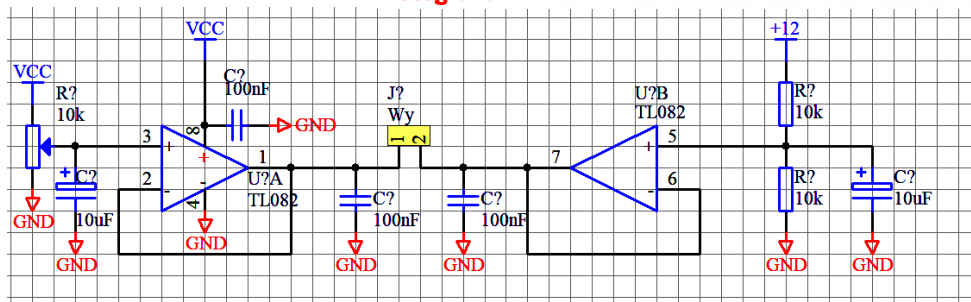 VCC
+12
VCC
C?
100nF
R?
10k
J?
Wy
1 2
U?B
TL082
R?
10k
GND
3
8
+
+
1
7
5
+
2
-
-
4
U?A
TL082
6
-
+
C?
10uF
C?
100nF
C?
100nF
R?
10k
+
C?
10uF
GND
GND
GND
GND
GND
GND
GND